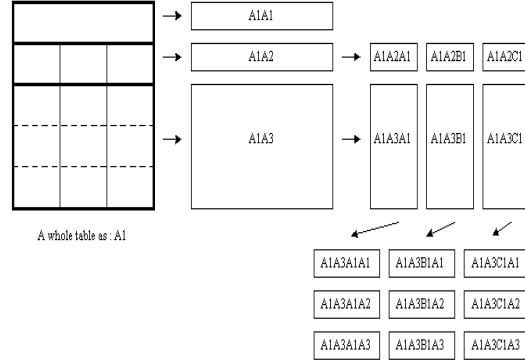 A1A1
A1A2
A1A2A1 A1A2B1 A1A2C1
A1A3
A1A3A1 A1A3B1 A1A3C1
A whole table as : A1
A1A3A1A1 A1A3B1A1 A1A3C1A1
A1A3A1A2 A1A3B1A2 A1A3C1A2
A1A3A1A3 A1A3B1A3 A1A3C1A3